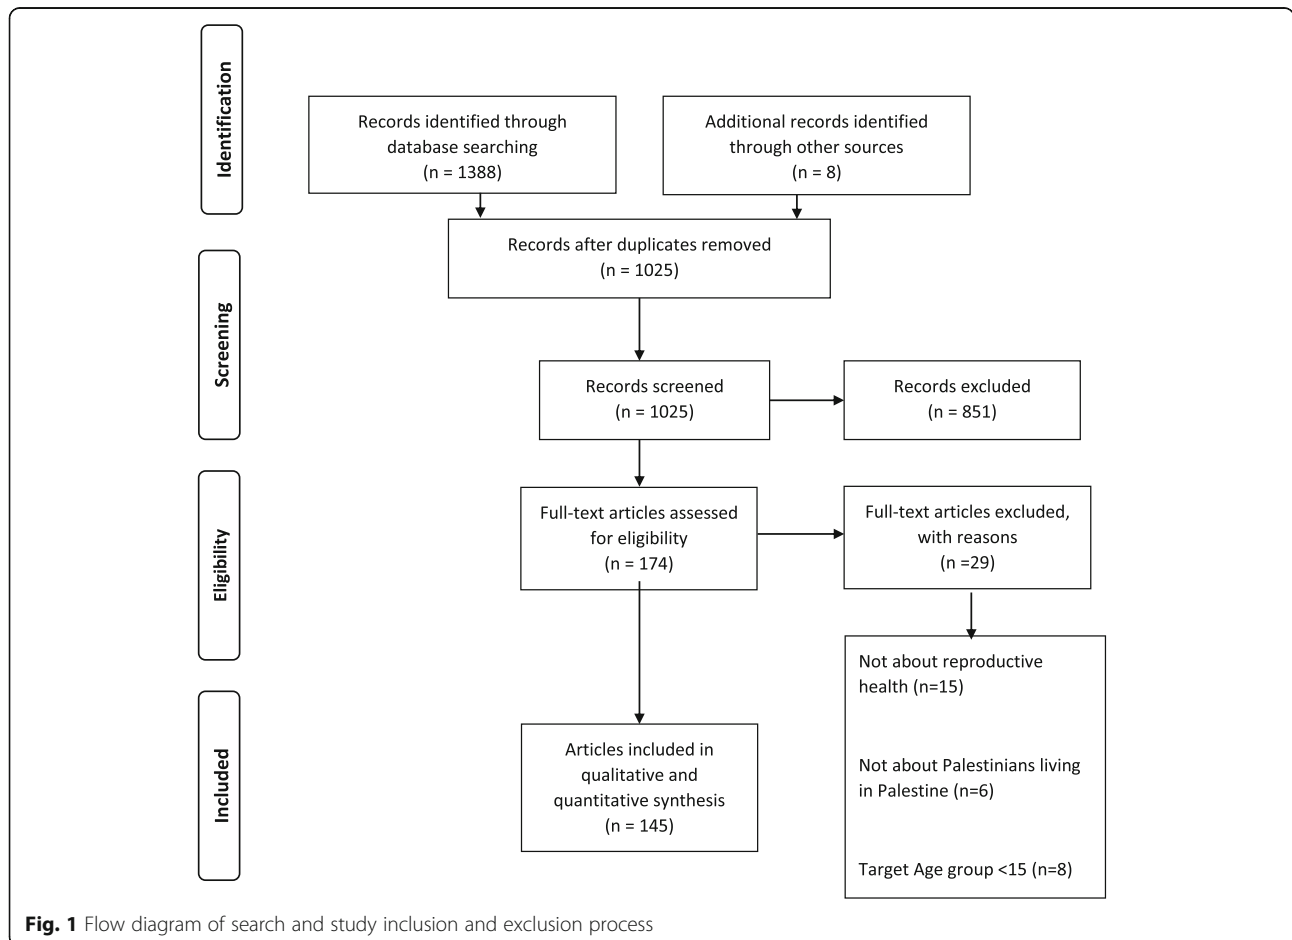 Identification
Records identified through
database searching
(n = 1388)
Additional records identified
through other sources
(n = 8)
Records after duplicates removed
(n = 1025)
Screening
Records screened
(n = 1025)
Records excluded
(n = 851)
Eligibility
Full-text articles assessed
for eligibility
(n = 174)
Full-text articles excluded,
with reasons
(n =29)
Not about reproductive
health (n=15)
Not about Palestinians living
in Palestine (n=6)
Target Age group <15 (n=8)
Included
Articles included in
qualitative and
quantitative synthesis
(n = 145)
Fig. 1 Flow diagram of search and study inclusion and exclusion process